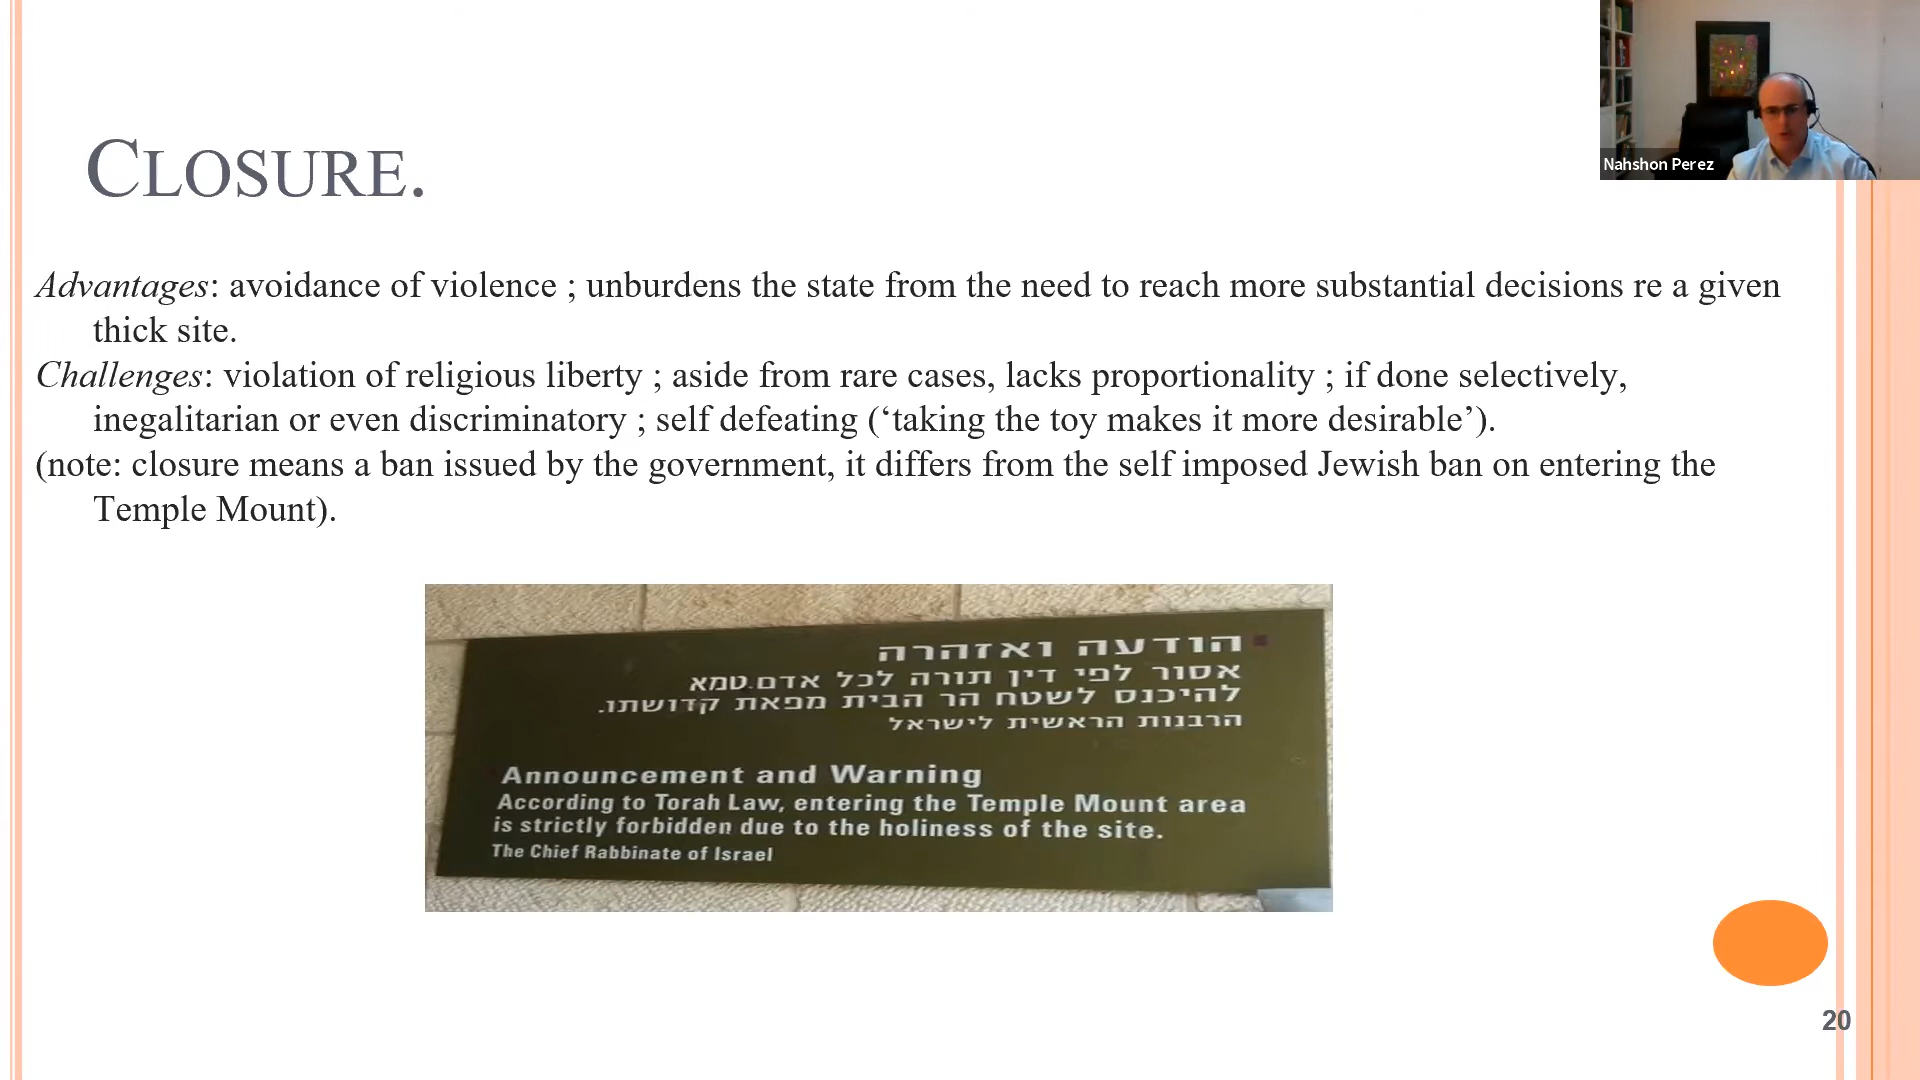 CLOSURE.
Nahshon Perez
Advantages: avoidance of violence ; unburdens the state from the need to reach more substantial decisions re a given
thick site.
Challenges: violation of religious liberty ; aside from rare cases, lacks proportionality ; if done selectively,
inegalitarian or even discriminatory ; self defeating (‘taking the toy makes it more desirable’).
(note: closure means a ban issued by the government, it differs from the self imposed Jewish ban on entering the
Temple Mount).
הודעה ואזהרה
אסור לפי דין תורה לכל אדם.טמא
להיכנס לשטח הר הבית מפאת קדושתו.
הרבנות הראשית לישראל
Announcement and Warning
According to Torah Law, entering the Temple Mount area
is strictly forbidden due to the holiness of the site.
The Chief Rabbinate of Israel
20